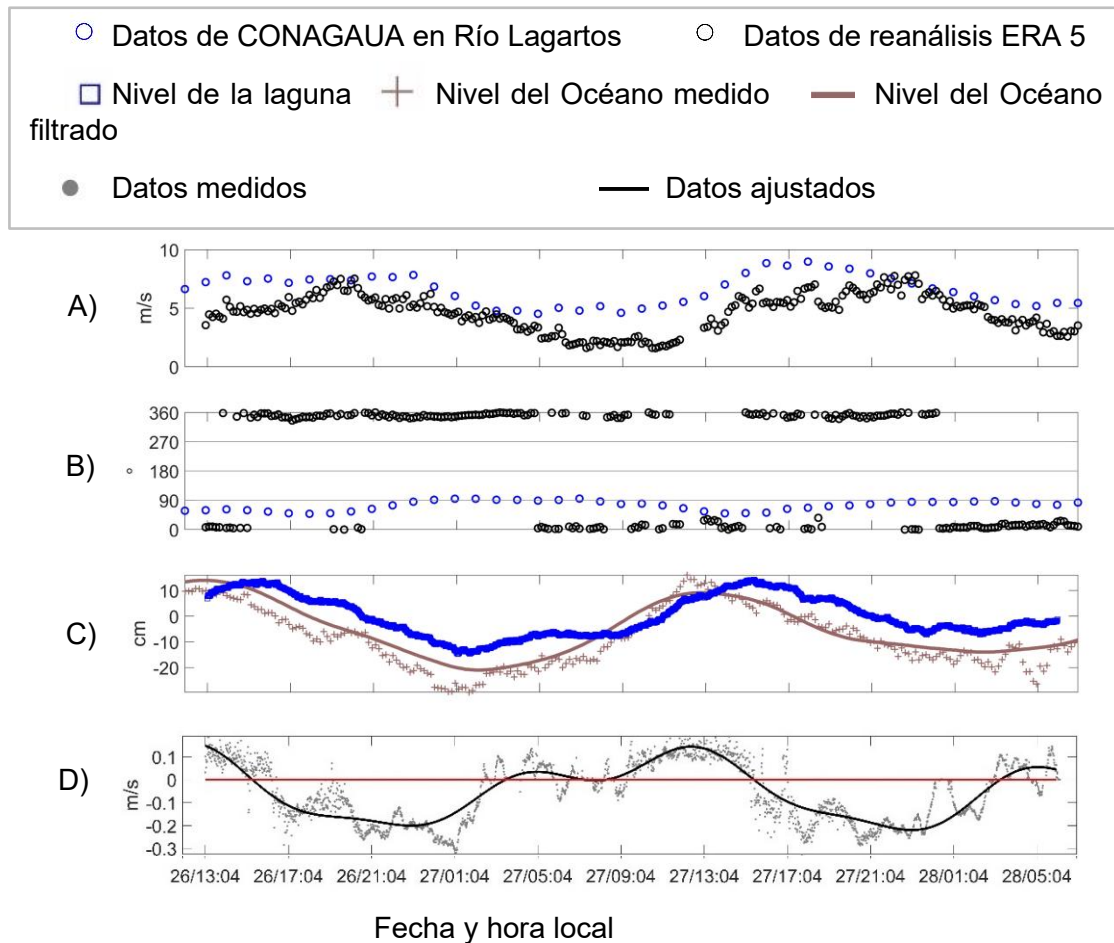 Datos de CONAGAUA en Río Lagartos Datos de reanálisis ERA 5
Nivel de la laguna Nivel del Océano medido Nivel del Océano
filtrado
Datos medidos Datos ajustados
A)
m/s
10
5
0
B)
°
360
270
180
90
0
C)
cm
10
0
-10
-20
D)
m/s
0.1
0
-0.1
-0.2
-0.3
26/13:04 26/17:04 26/21:04 27/01:04 27/05:04 27/09:04 27/13:04 27/17:04 27/21:04 28/01:04 28/05:04
Fecha y hora local